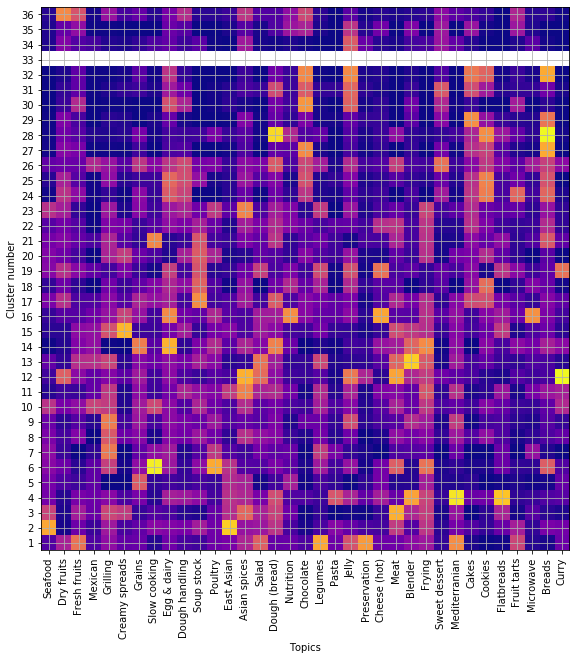 36
35
34
33
32
31
30
29
28
27
26
25
24
23
22
21
20
19
18
17
16
15
14
13
12
11
10
9
8
7
6
5
4
3
2
1
Cluster number
Seafood
Dry fruits
Fresh fruits
Mexican
Grilling
Creamy spreads
Grains
Slow cooking
Egg & dairy
Dough handling
Soup stock
Poultry
East Asian
Asian spices
Salad
Dough (bread)
Nutrition
Chocolate
Legumes
Pasta
Jelly
Preservation
Cheese (hot)
Meat
Blender
Frying
Sweet dessert
Mediterranian
Cakes
Cookies
Flatbreads
Fruit tarts
Microwave
Breads
Curry
Topics